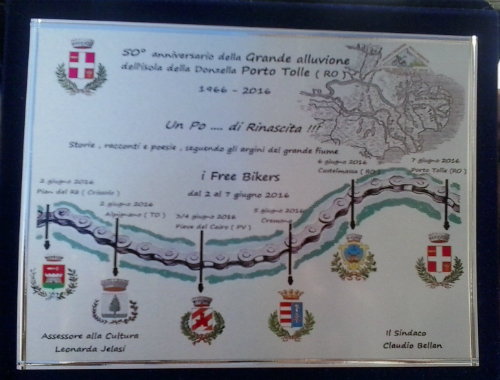 50° anniversario della Grande alluvione
dell'isola della Donzella Porto Tolle ( RO )
1966 - 2016
Un Po .... di Rinascita !!!
Storie , racconti e poesie , seguendo gli argini del grande fiume
i Free Bikers
dal 2 al 7 giugno 2016
2 giugno 2016
Pian del Rè ( Crissolo )
2 giugno 2016
Alpignano ( TO )
3/4 giugno 2016
Pieve del Cairo ( PV )
5 giugno 2016
Cremona
6 giugno 2016
Castelmassa ( RO )
7 giugno 2016
Porto Tolle ( RO )
Assessore alla Cultura
Leonarda Ielasi
Il Sindaco
Claudio Bellan